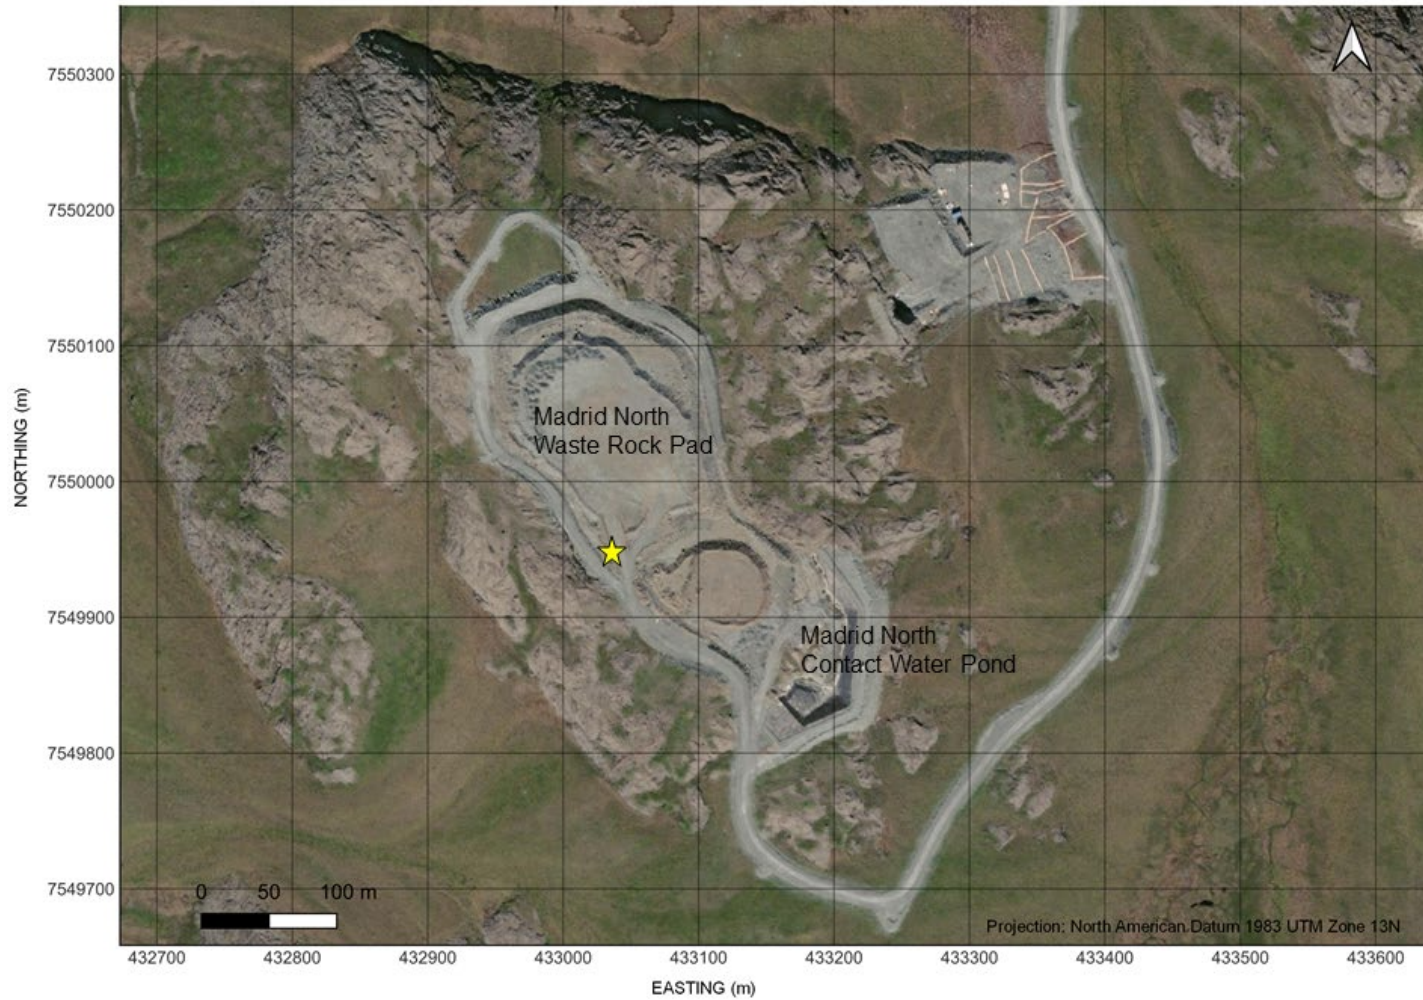 7550300
7550200
7550100
7550000
7549900
7549800
7549700
NORTHING (m)
Madrid North
Waste Rock Pad
Madrid North
Contact Water Pond
0 50 100 m
Projection: North American Datum 1983 UTM Zone 13N
432700 432800 432900 433000 433100 433200 433300 433400 433500 433600
EASTING (m)